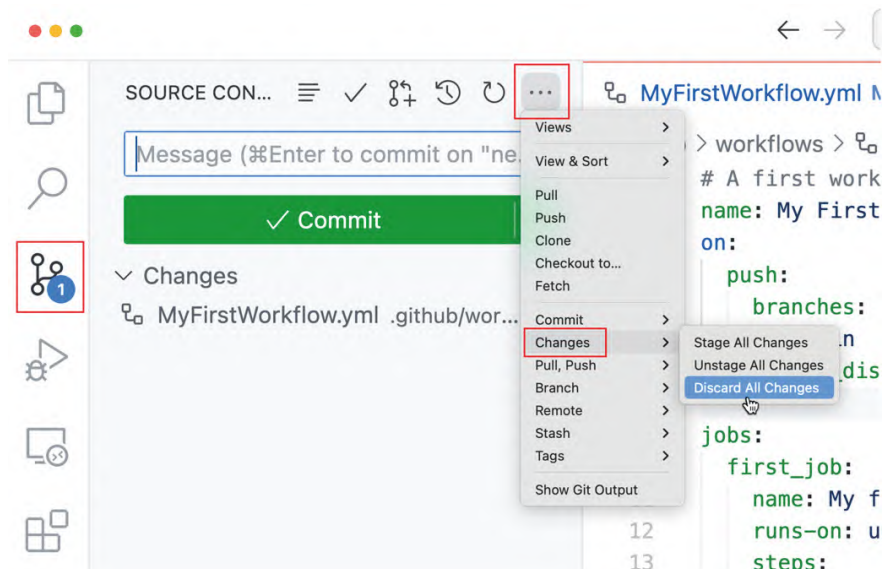 SOURCE CON...
Message (⌘Enter to commit on "ne.
Commit
Changes
MyFirstWorkflow.yml .github/wor...
1
Views
View & Sort
Pull
Push
Clone
Checkout to...
Fetch
Commit
Changes
Pull, Push
Branch
Remote
Stash
Tags
Show Git Output
Stage All Changes
Unstage All Changes
Discard All Changes
MyFirstWorkflow.yml
> workflows >
# A first work
name: My First
on:
push:
branches:
jobs:
first_job:
name: My f
12 runs-on: u
13 steps: